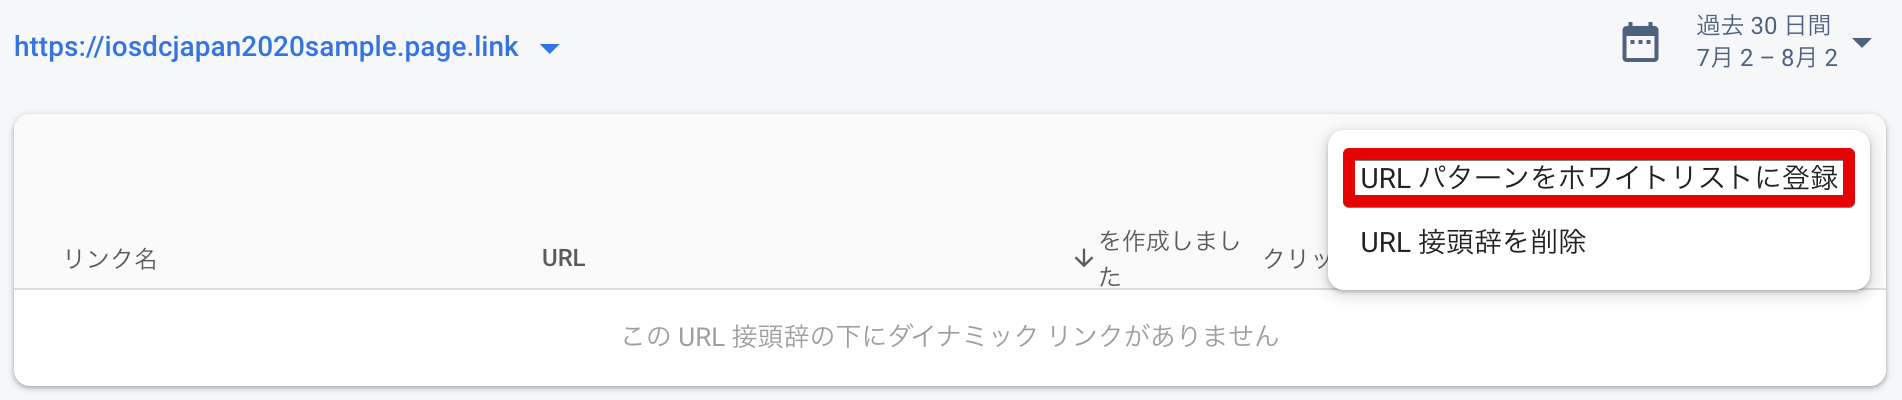 https://iosdcjapan2020sample.page.link
過去 30 日間
7月 2 – 8月 2
URL パターンをホワイトリストに登録
URL 接頭辞を削除
リンク名
URL
を作成しまし
た
クリッ
この URL 接頭辞の下にダイナミック リンクがありません